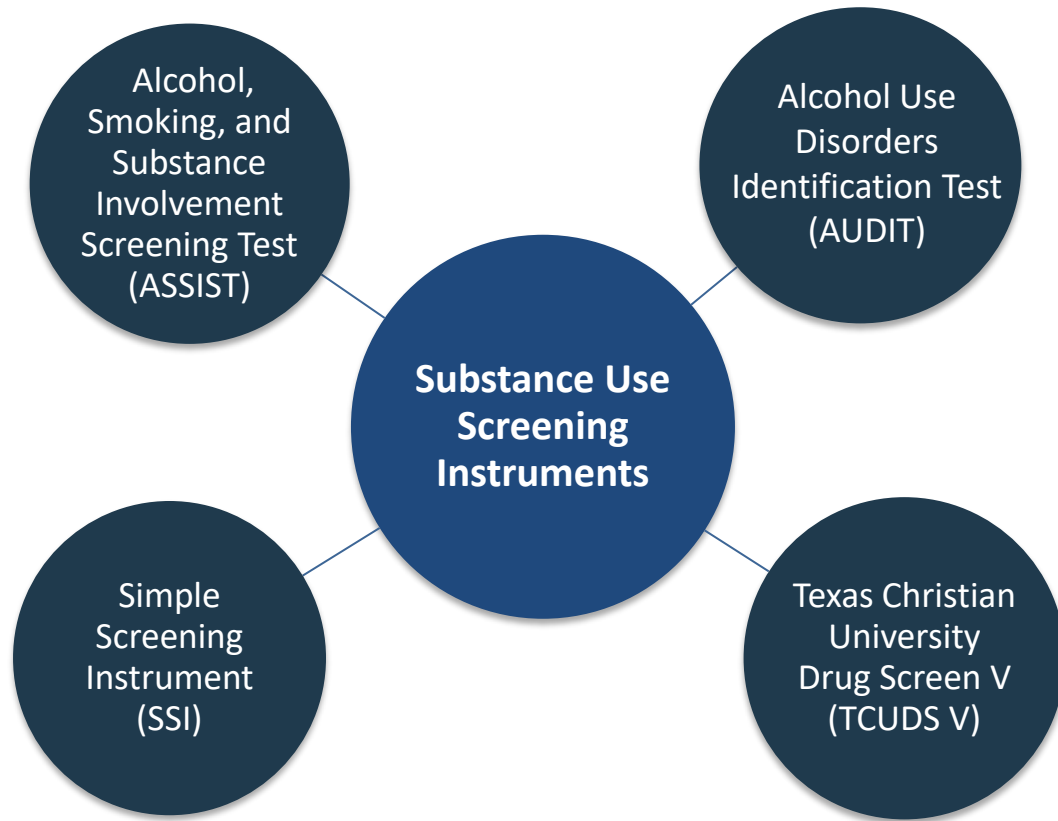 Alcohol,
Smoking, and
Substance
Involvement
Screening Test
(ASSIST)
Alcohol Use
Disorders
Identification Test
(AUDIT)
Substance Use
Screening
Instruments
Simple
Screening
Instrument
(SSI)
Texas Christian
University
Drug Screen V
(TCUDS V)